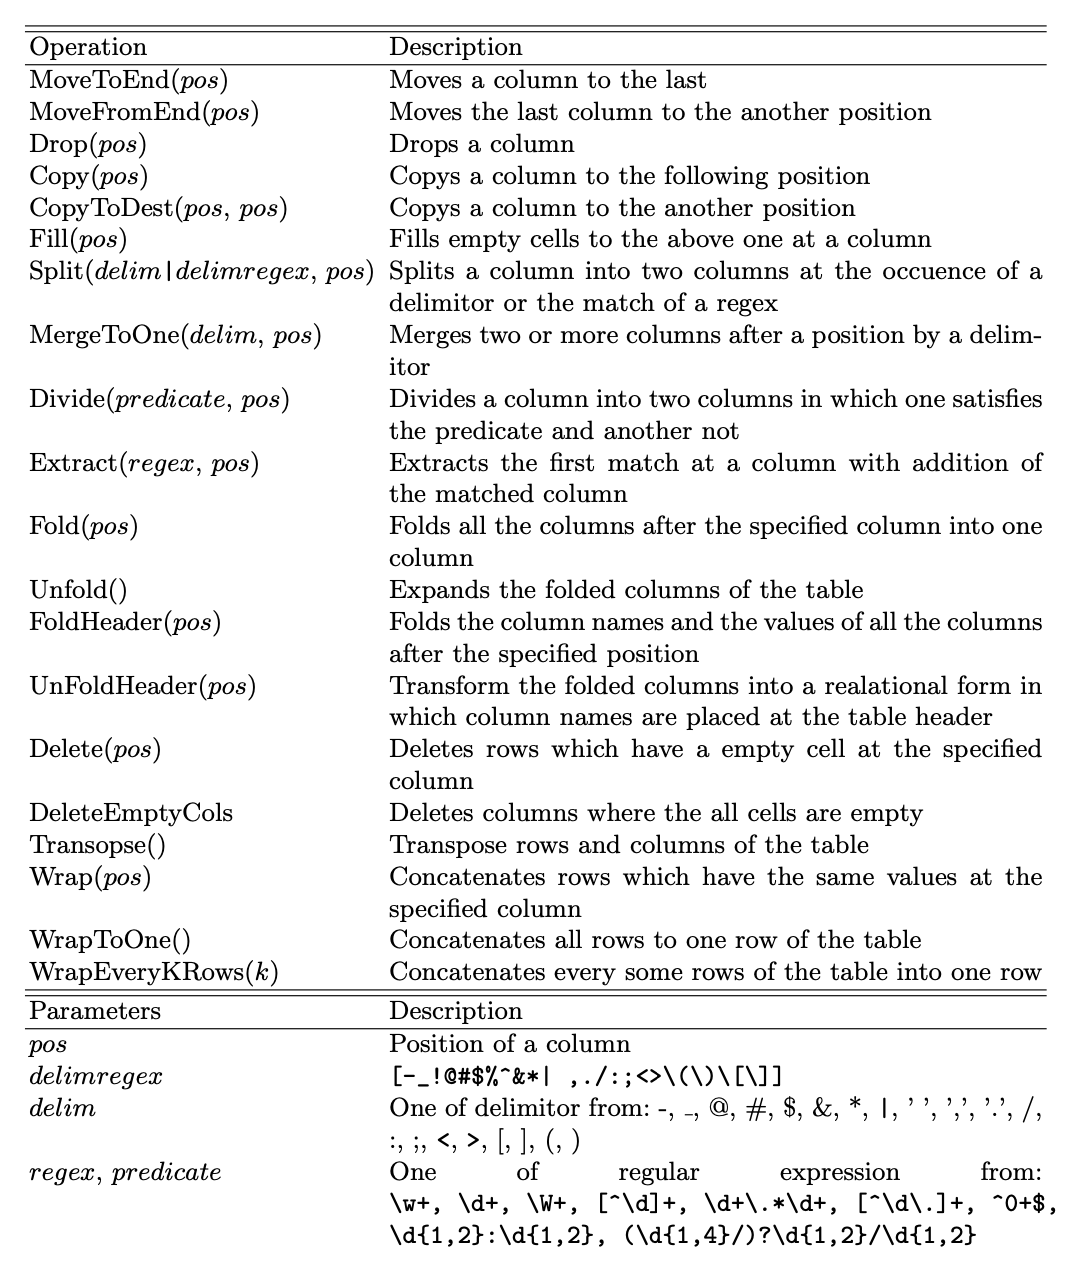 Operation Description
MoveToEnd(pos) Moves a column to the last
MoveFromEnd(pos) Moves the last column to the another position
Drop(pos) Drops a column
Copy(pos) Copys a column to the following position
CopyToDest(pos, pos) Copys a column to the another position
Fill(pos) Fills empty cells to the above one at a column
Split(delim|delimregex, pos) Splits a column into two columns at the occuence of a
delimitor or the match of a regex
MergeToOne(delim, pos) Merges two or more columns after a position by a delim-
itor
Divide(predicate, pos) Divides a column into two columns in which one satisfies
the predicate and another not
Extract(regex, pos) Extracts the first match at a column with addition of
the matched column
Fold(pos) Folds all the columns after the specified column into one
column
Unfold() Expands the folded columns of the table
FoldHeader(pos) Folds the column names and the values of all the columns
after the specified position
UnFoldHeader(pos) Transform the folded columns into a realational form in
which column names are placed at the table header
Delete(pos) Deletes rows which have a empty cell at the specified
column
DeleteEmptyCols Deletes columns where the all cells are empty
Transopse() Transpose rows and columns of the table
Wrap(pos) Concatenates rows which have the same values at the
specified column
WrapToOne() Concatenates all rows to one row of the table
WrapEveryKRows(k) Concatenates every some rows of the table into one row
Parameters Description
pos Position of a column
delimregex [-_!@#$%^&*| ,./:;<>\(\)\[\]]
delim One of delimitor from: -, _, @, #, $, &, *, |, ’ ’, ’,’, ’.’, /,
:, ;, <, >, [, ], (, )
regex, predicate One of regular expression from:
\w+, \d+, \W+, [^\d]+, \d+\.*\d+, [^\d\.]+, ^0+$,
\d{1,2}:\d{1,2}, (\d{1,4}/)?\d{1,2}/\d{1,2}